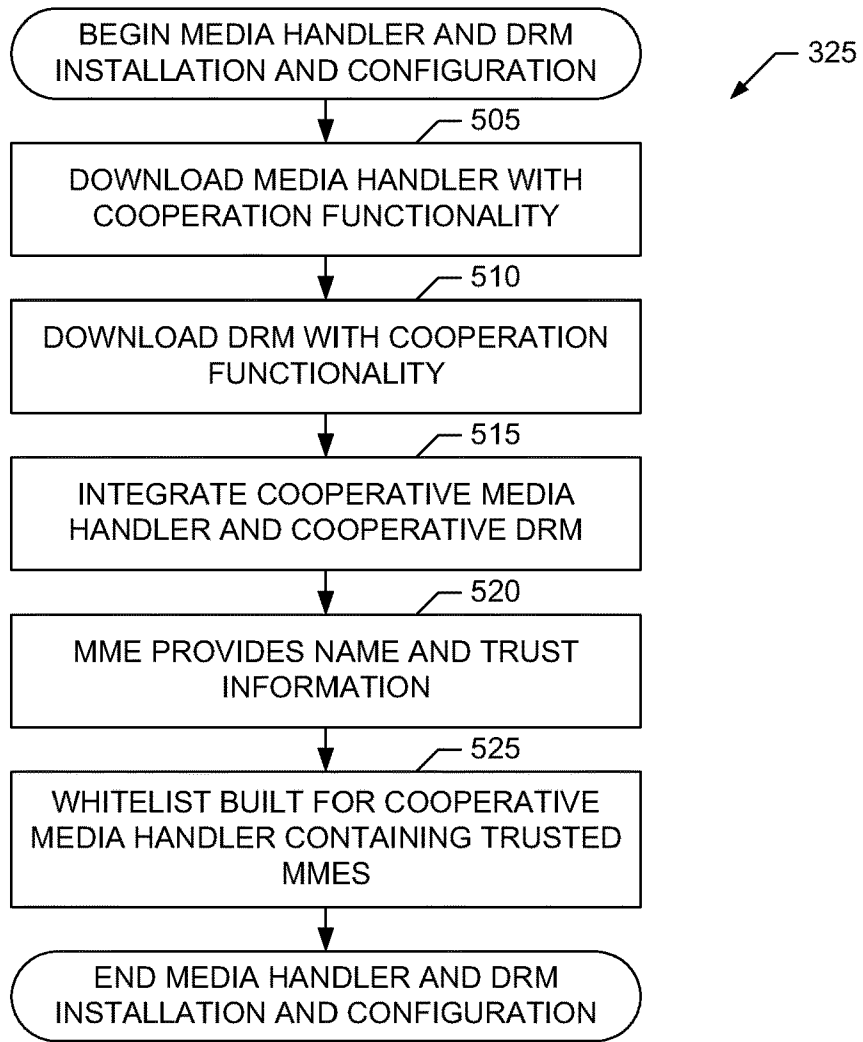 BEGIN MEDIA HANDLER AND DRM
INSTALLATION AND CONFIGURATION
325
505
DOWNLOAD MEDIA HANDLER WITH
COOPERATION FUNCTIONALITY
510
DOWNLOAD DRM WITH COOPERATION
FUNCTIONALITY
515
INTEGRATE COOPERATIVE MEDIA
HANDLER AND COOPERATIVE DRM
520
MME PROVIDES NAME AND TRUST
INFORMATION
525
WHITELIST BUILT FOR COOPERATIVE
MEDIA HANDLER CONTAINING TRUSTED
MMES
END MEDIA HANDLER AND DRM
INSTALLATION AND CONFIGURATION